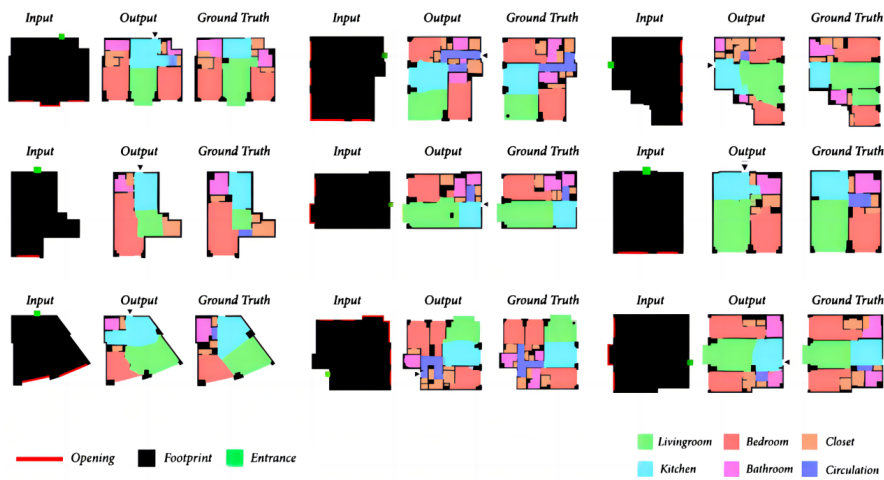 Input Output Ground Truth Input Output Ground Truth Input Output Ground Truth
Input Output Ground Truth Input Output Ground Truth Input Output Ground Truth
Input Output Ground Truth Input Output Ground Truth Input Output Ground Truth
Livingroom Bedroom Closet
Opening Footprint Entrance
Kitchen Bathroom Circulation